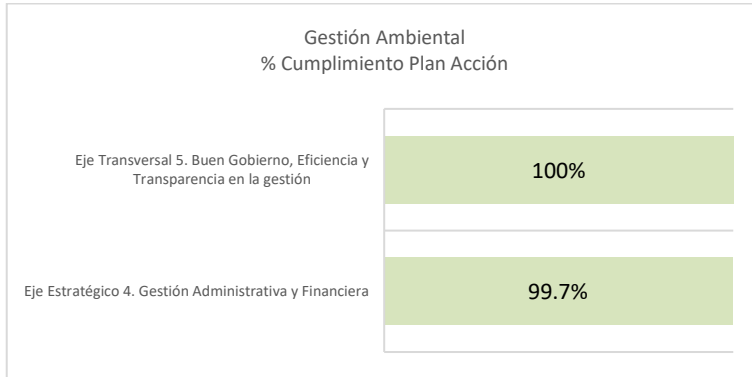 Gestión Ambiental
% Cumplimiento Plan Acción
Eje Transversal 5. Buen Gobierno, Eficiencia y
Transparencia en la gestión
100%
Eje Estratégico 4. Gestión Administrativa y Financiera
99.7%